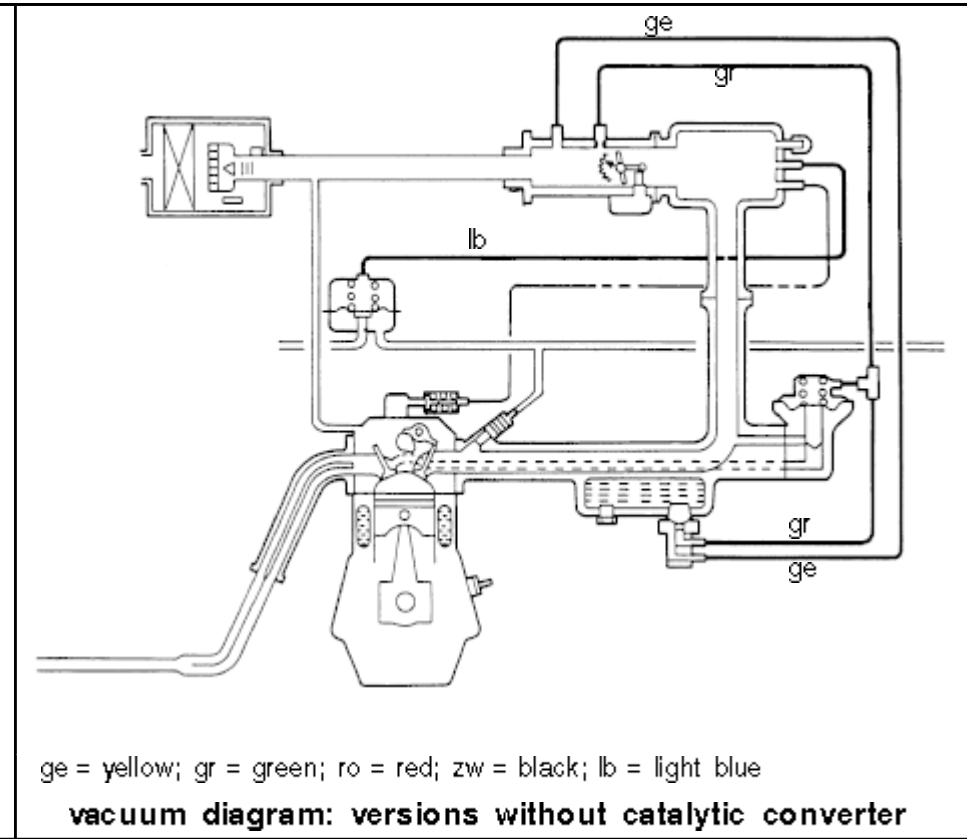 ge
gr
lb
gr
ge
ge = yellow; gr = green; ro = red; zw = black; lb = light blue
vacuum diagram: versions without catalytic converter